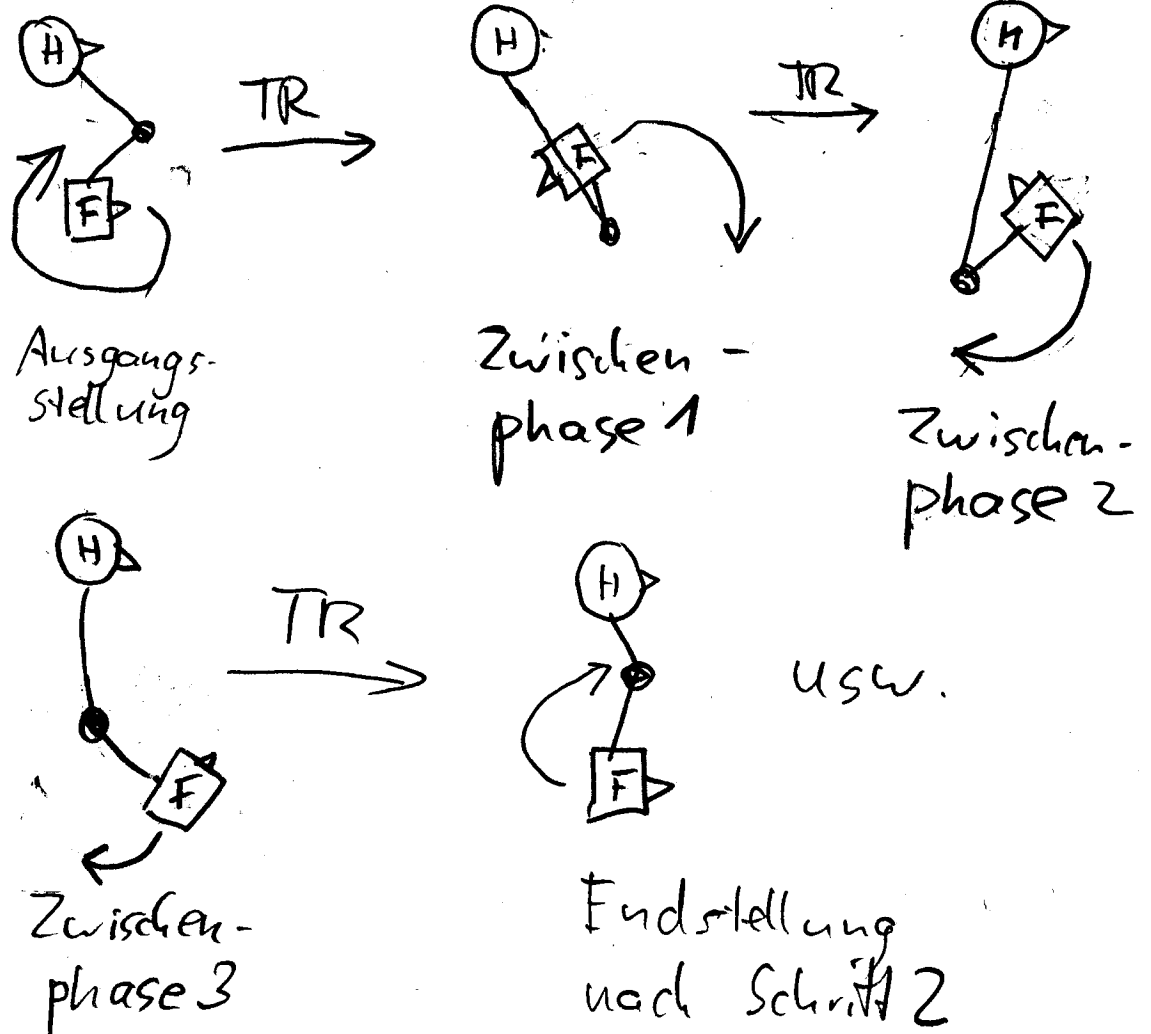 H
TR
H
TR
H
F
F
F
Ausgangs-
stellung
Zwischen-
phase 1
Zwischen-
phase 2
H
TR
H
usw.
F
F
Zwischen-
phase 3
Endstellung
nach Schritt 2